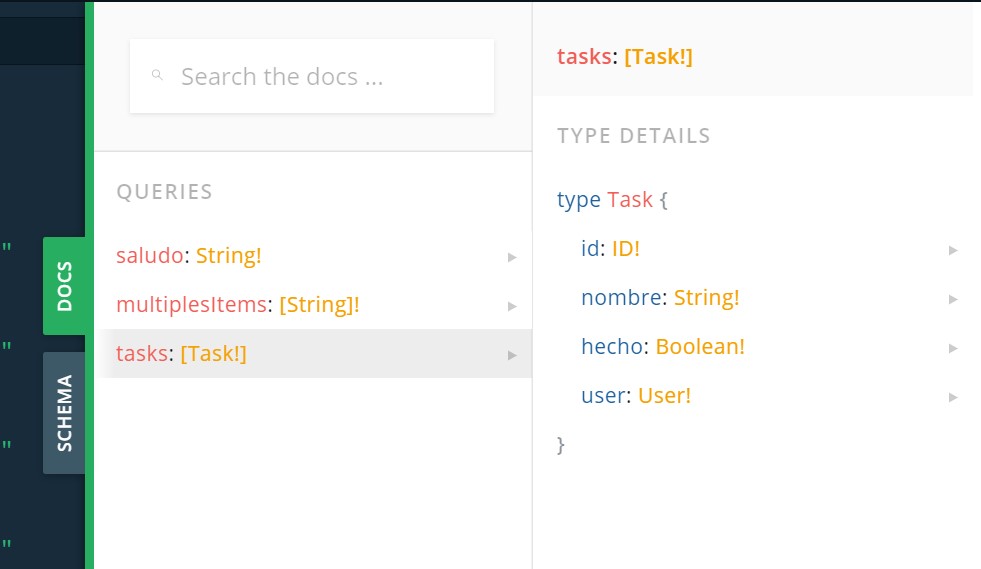 "
"
"
"
DOCS
SCHEMA
Search the docs ...
QUERIES
saludo: String!
multiplesItems: [String]!
tasks: [Task!]
tasks: [Task!]
TYPE DETAILS
type Task {
id: ID!
nombre: String!
hecho: Boolean!
user: User!
}